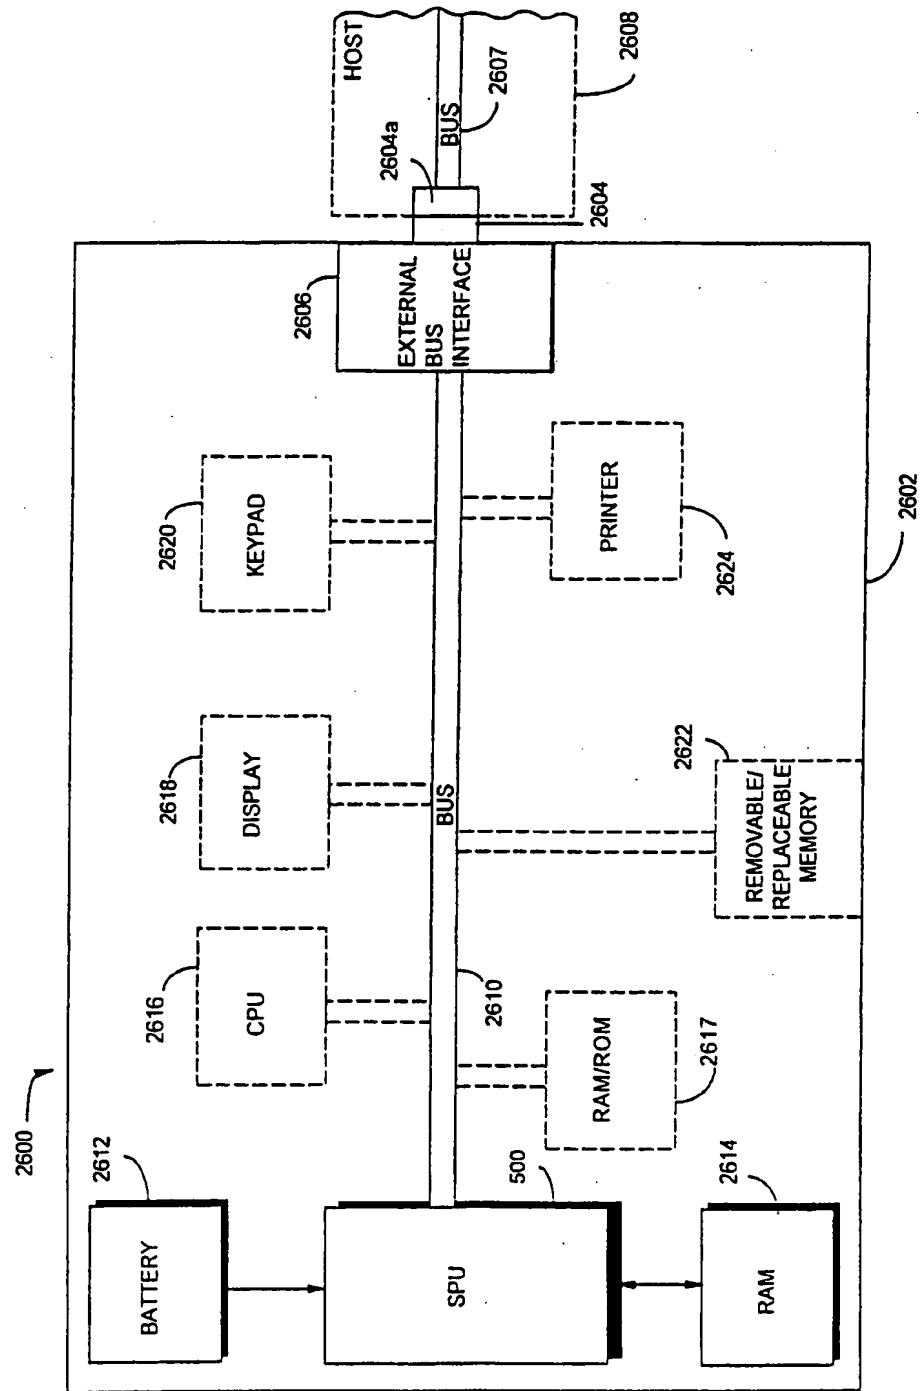 2600
BATTERY
2612
SPU
500
RAM
2614
CPU
2616
RAM/ROM
2617
BUS
2610
DISPLAY
2618
REMOVABLE/
REPLACEABLE
MEMORY
2622
KEYPAD
2620
PRINTER
2624
EXTERNAL
BUS
INTERFACE
2606
2602
2604
2604a
HOST
BUS
2607
2608